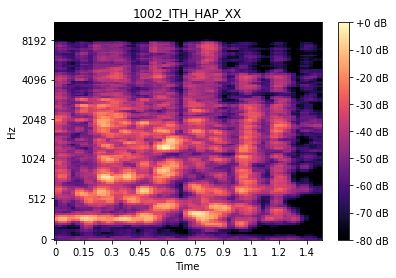 1002_ITH_HAP_XX
8192
4096
2048
1024
512
0
Hz
0 0.15 0.3 0.45 0.6 0.75 0.9 1.1 1.2 1.4
Time
+0 dB
-10 dB
-20 dB
-30 dB
-40 dB
-50 dB
-60 dB
-70 dB
-80 dB